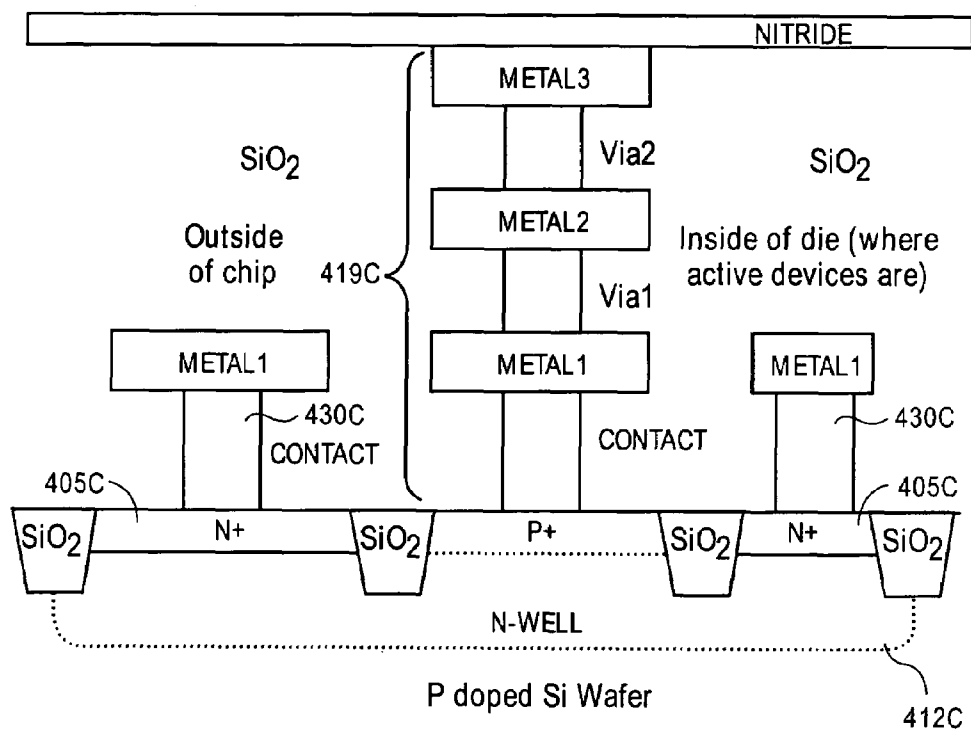 NITRIDE
METAL3
SiO2
Via2
SiO2
METAL2
Outside
of chip
419C
Inside of die (where
active devices are)
Via1
METAL1
METAL1
METAL1
430C
CONTACT
CONTACT
430C
405C
405C
SiO2
N+
SiO2
P+
SiO2
N+
SiO2
N-WELL
P doped Si Wafer
412C